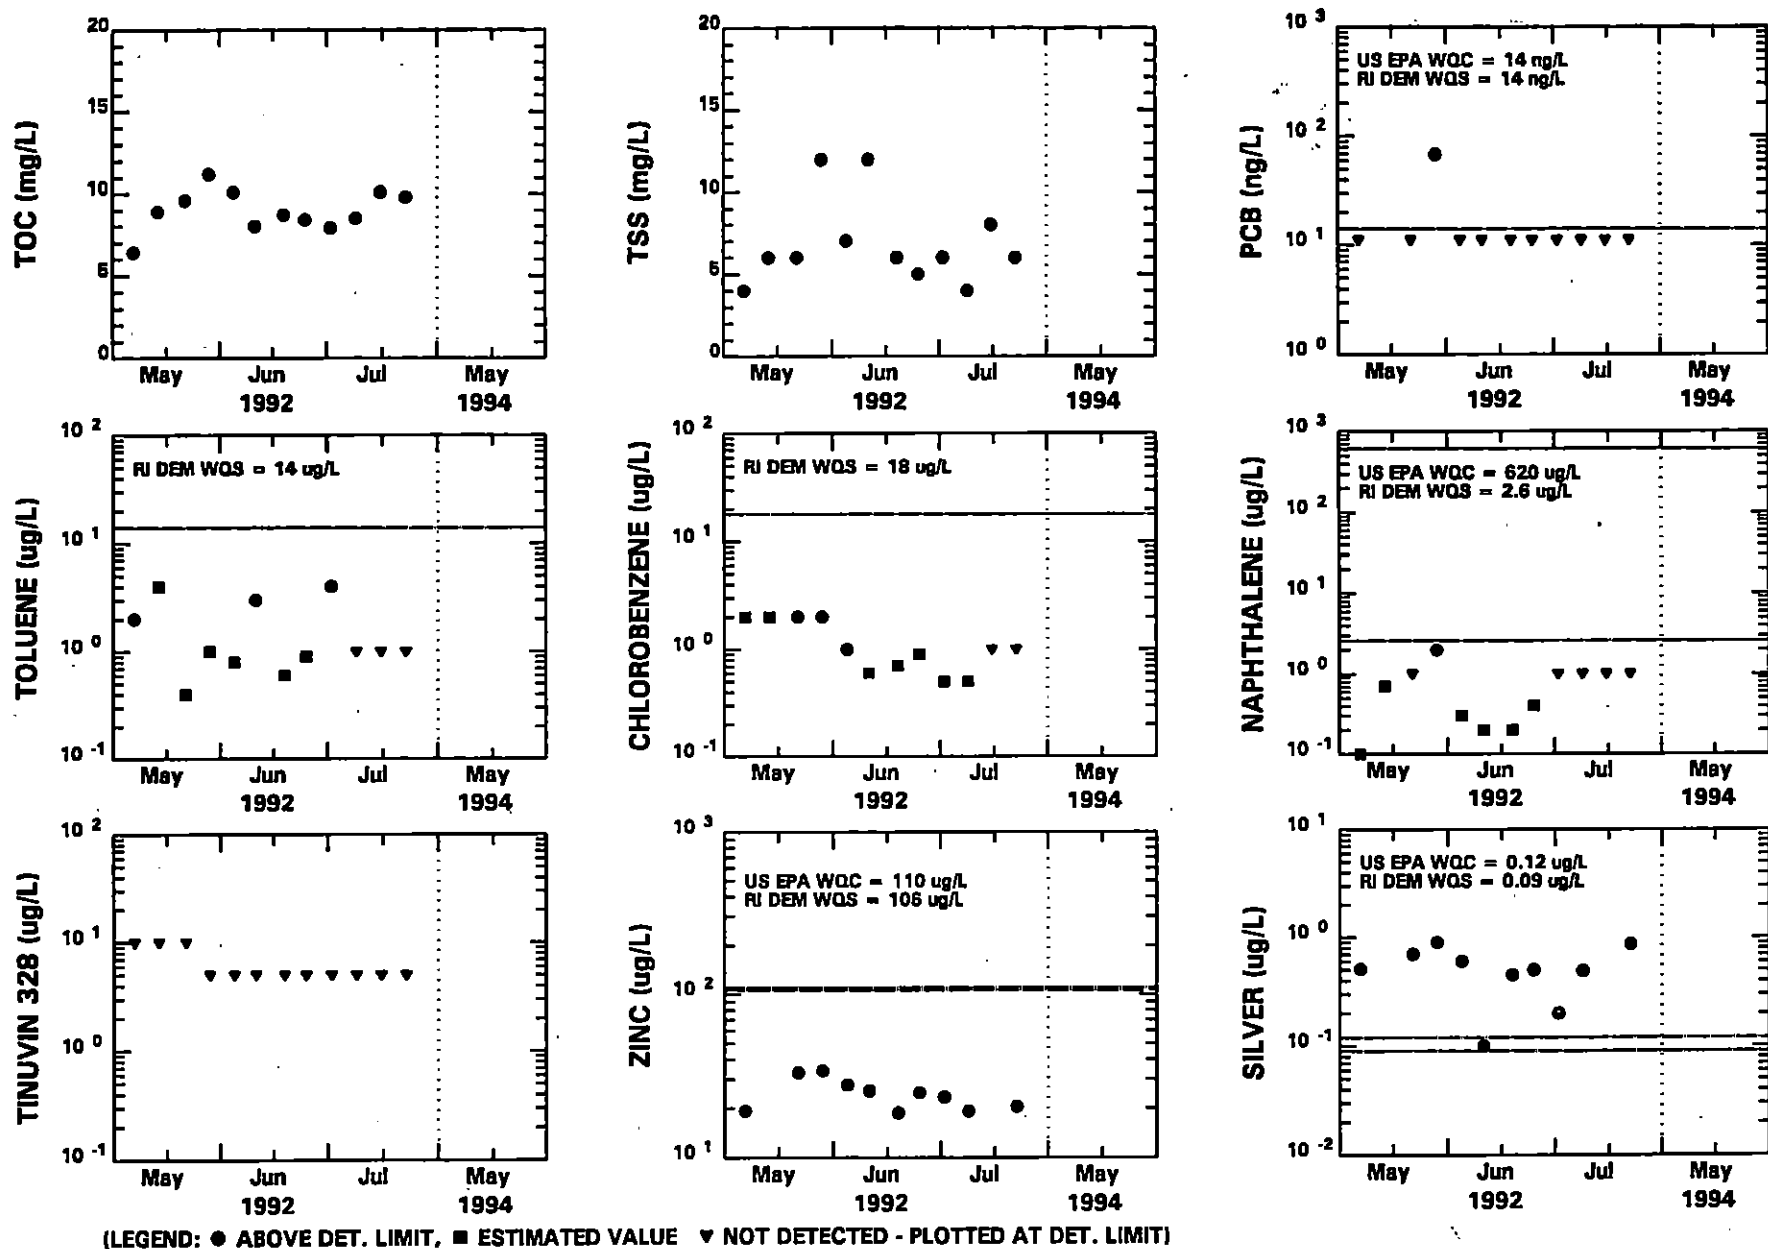 TOC (mg/L)
20
15
10
5
0
May Jun Jul May
1992 1994
TSS (mg/L)
20
15
10
5
0
May Jun Jul May
1992 1994
PCB (ng/L)
US EPA WQC = 14 ng/L
RI DEM WQS = 14 ng/L
10 3
10 2
10 1
10 0
May Jun Jul May
1992 1994
TOLUENE (ug/L)
RI DEM WQS = 14 ug/L
10 2
10 1
10 0
10 -1
May Jun Jul May
1992 1994
CHLOROBENZENE (ug/L)
RI DEM WQS = 18 ug/L
10 2
10 1
10 0
10 -1
May Jun Jul May
1992 1994
NAPHTHALENE (ug/L)
US EPA WQC = 620 ug/L
RI DEM WQS = 2.6 ug/L
10 3
10 2
10 1
10 0
10 -1
May Jun Jul May
1992 1994
TINUVIN 328 (ug/L)
10 2
10 1
10 0
10 -1
May Jun Jul May
1992 1994
ZINC (ug/L)
US EPA WQC = 110 ug/L
RI DEM WQS = 106 ug/L
10 3
10 2
10 1
May Jun Jul May
1992 1994
SILVER (ug/L)
US EPA WQC = 0.12 ug/L
RI DEM WQS = 0.09 ug/L
10 1
10 0
10 -1
10 -2
May Jun Jul May
1992 1994
(LEGEND: ● ABOVE DET. LIMIT, ■ ESTIMATED VALUE ▼ NOT DETECTED - PLOTTED AT DET. LIMIT)